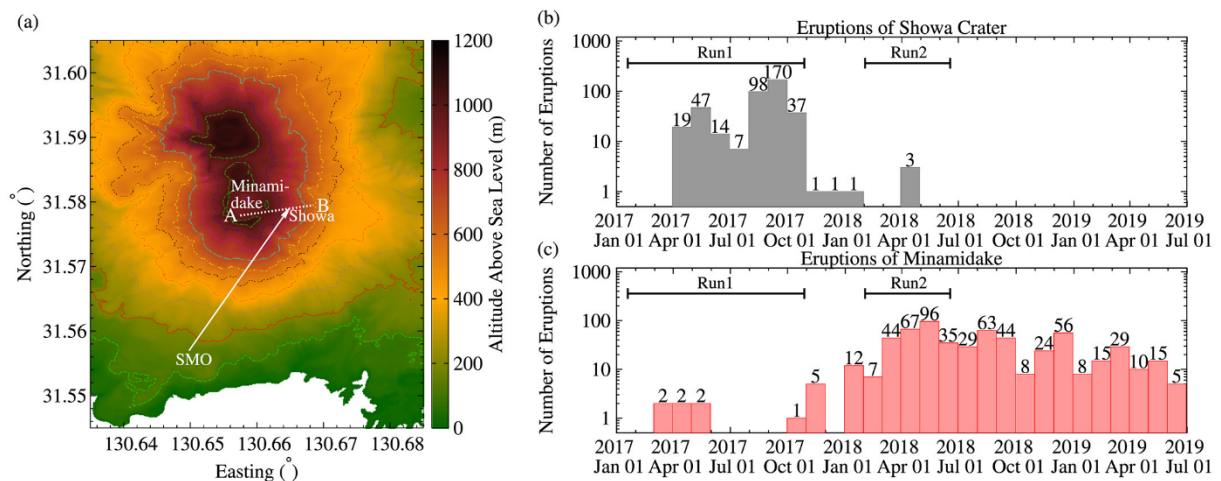 (a)
31.60
31.59
31.58
31.57
31.56
31.55
Northing (°)
130.64 130.65 130.66 130.67 130.68
Easting (°)
Minami-
dake
A
B
Showa
SMO
1200
1000
800
600
400
200
0
Altitude Above Sea Level (m)
(b)
Eruptions of Showa Crater
Number of Eruptions
1000
100
10
1
Run1
Run2
19 47 14 7 98 170 37 1 1 1 3
2017 2017 2017 2017 2018 2018 2018 2018 2019 2019 2019
Jan 01 Apr 01 Jul 01 Oct 01 Jan 01 Apr 01 Jul 01 Oct 01 Jan 01 Apr 01 Jul 01
(c)
Eruptions of Minamidake
Number of Eruptions
1000
100
10
1
Run1
Run2
2 2 2 1 5 12 7 44 67 96 35 29 63 44 8 24 56 8 15 29 10 15 5
2017 2017 2017 2017 2018 2018 2018 2018 2019 2019 2019
Jan 01 Apr 01 Jul 01 Oct 01 Jan 01 Apr 01 Jul 01 Oct 01 Jan 01 Apr 01 Jul 01